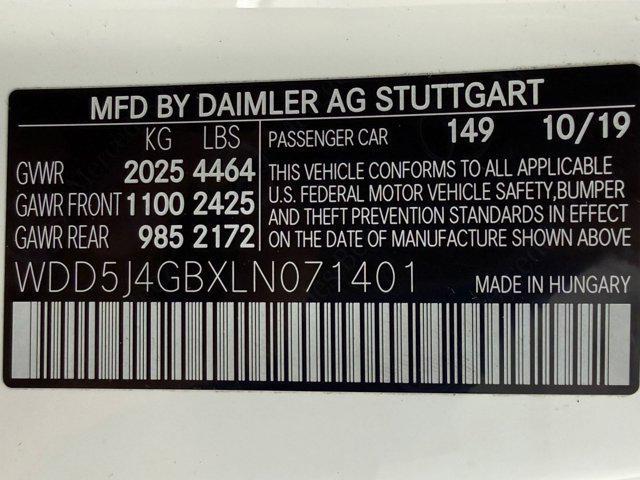 MFD BY DAIMLER AG STUTTGART
KG LBS
GVWR 2025 4464
GAWR FRONT 1100 2425
GAWR REAR 985 2172
PASSENGER CAR 149 10/19
THIS VEHICLE CONFORMS TO ALL APPLICABLE
U.S. FEDERAL MOTOR VEHICLE SAFETY,BUMPER
AND THEFT PREVENTION STANDARDS IN EFFECT
ON THE DATE OF MANUFACTURE SHOWN ABOVE
WDD5J4GBXLN071401 MADE IN HUNGARY